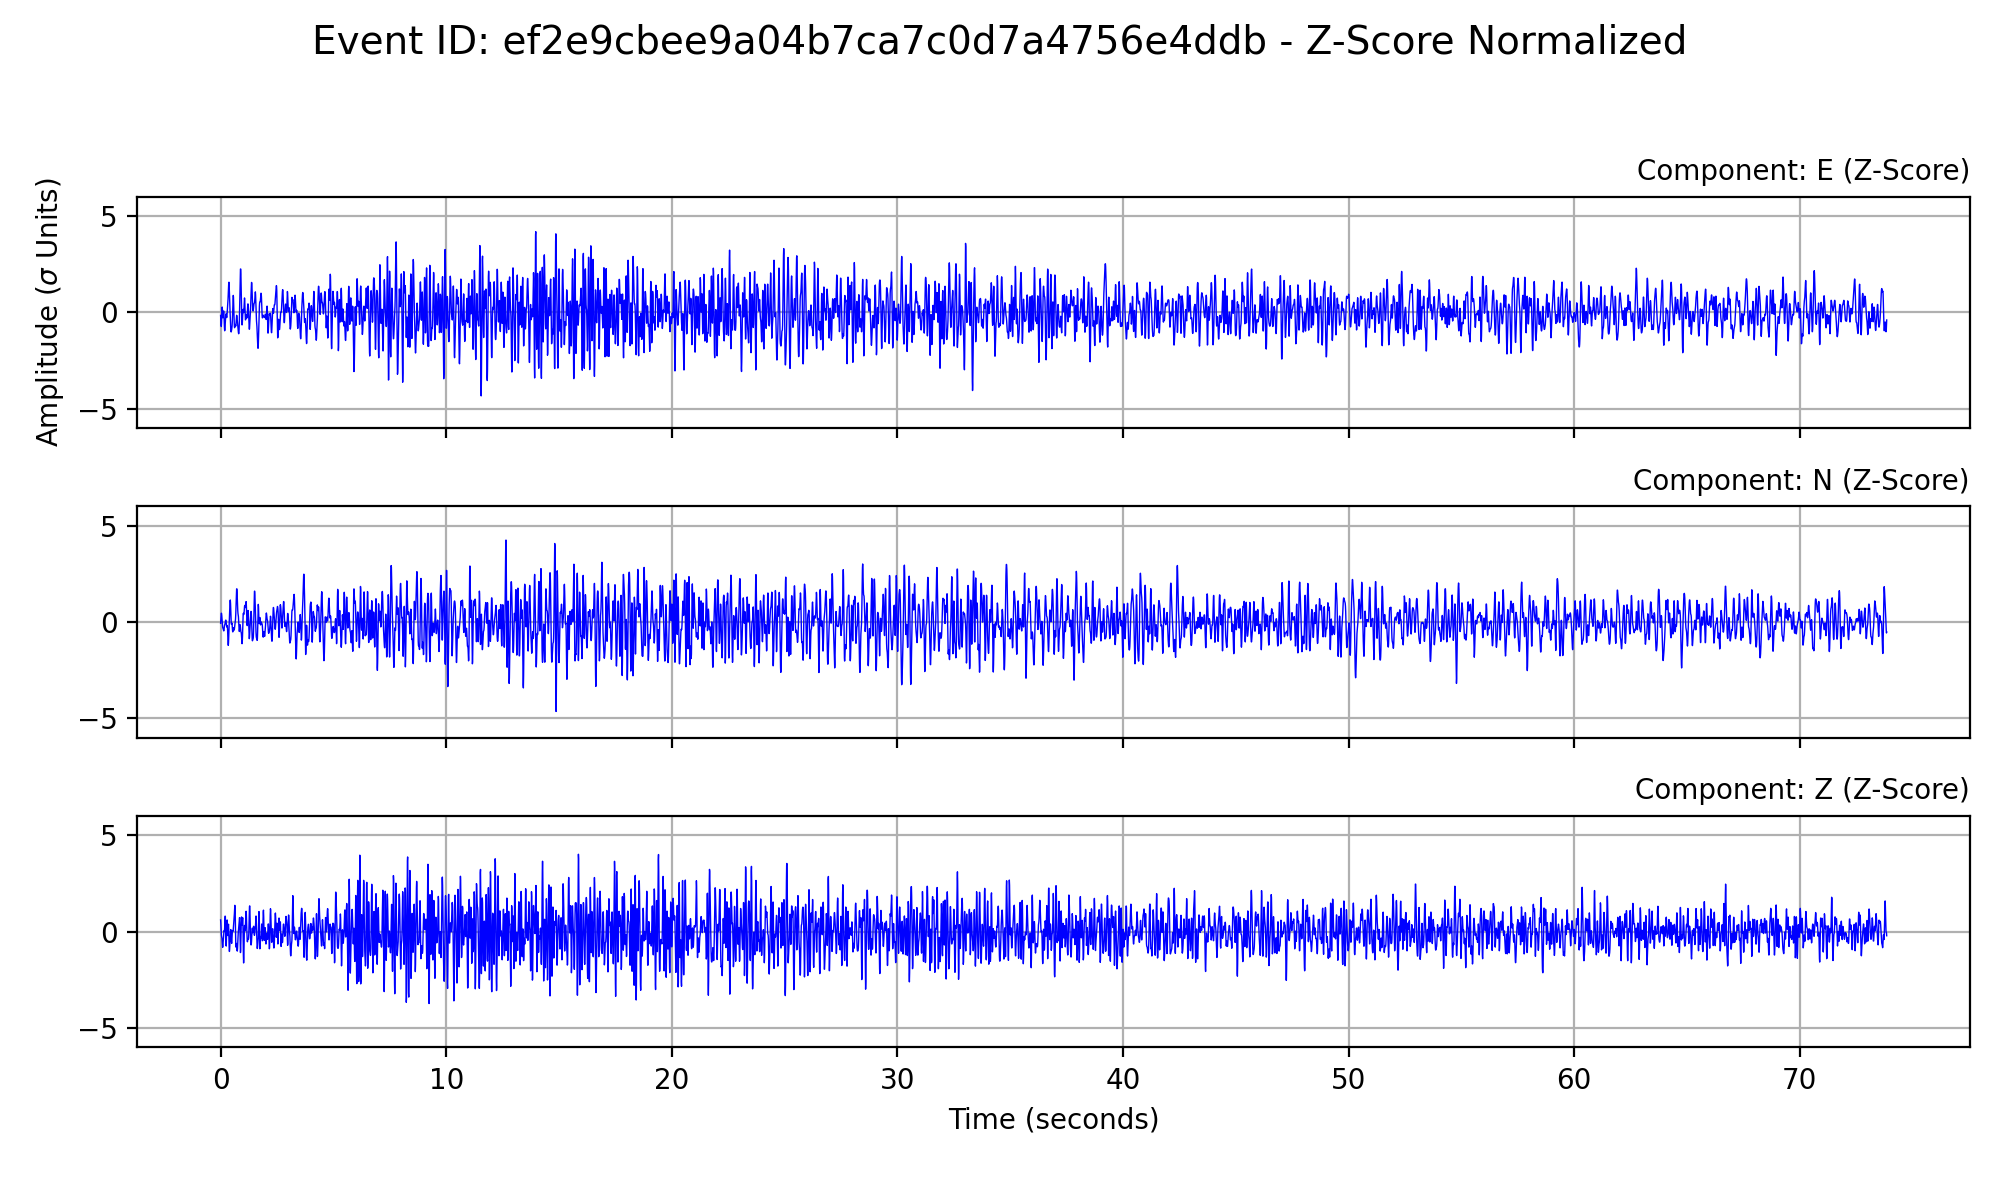 Event ID: ef2e9cbee9a04b7ca7c0d7a4756e4ddb - Z-Score Normalized
Component: E (Z-Score)
Amplitude (σ Units)
5
0
−5
Component: N (Z-Score)
5
0
−5
Component: Z (Z-Score)
5
0
−5
0 10 20 30 40 50 60 70
Time (seconds)